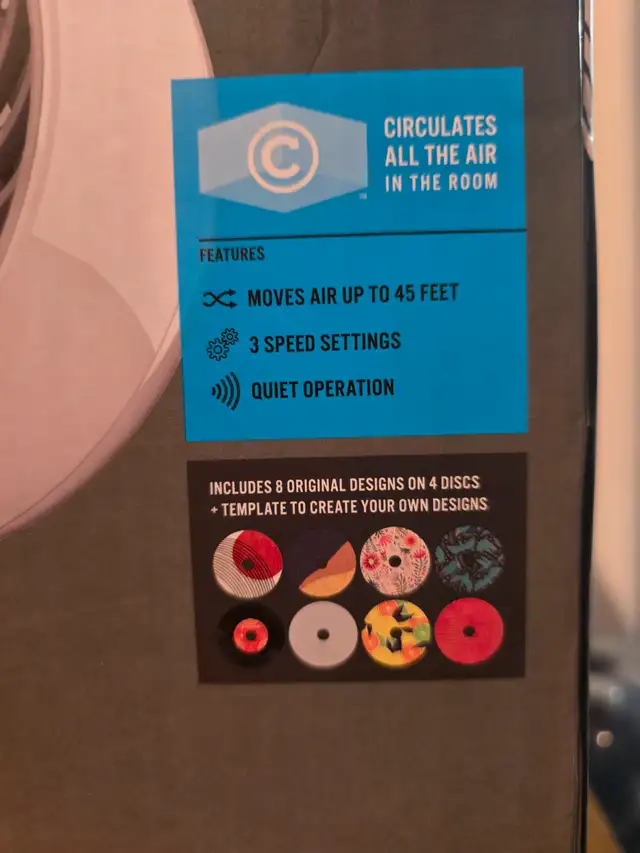 ©
CIRCULATES
ALL THE AIR
IN THE ROOM
TM
FEATURES
MOVES AIR UP TO 45 FEET
3 SPEED SETTINGS
QUIET OPERATION
INCLUDES 8 ORIGINAL DESIGNS ON 4 DISCS
+ TEMPLATE TO CREATE YOUR OWN DESIGNS